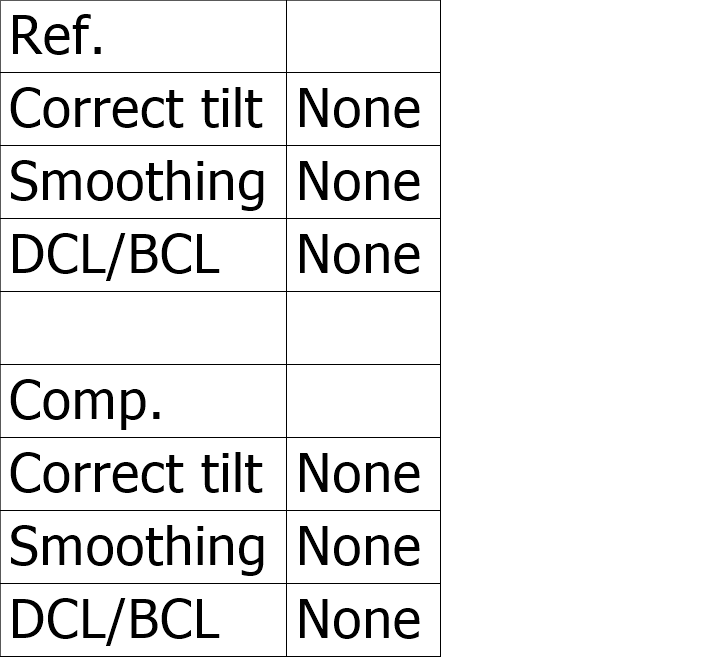 Ref.
Correct tilt None
Smoothing None
DCL/BCL None
Comp.
Correct tilt None
Smoothing None
DCL/BCL None